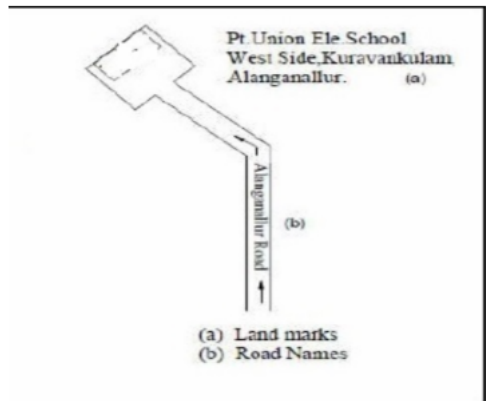 Pt.Union Ele.School
West Side,Kuravankulam,
Alanganallur. (a)
Alanganallur Road
(b)
(a) Land marks
(b) Road Names